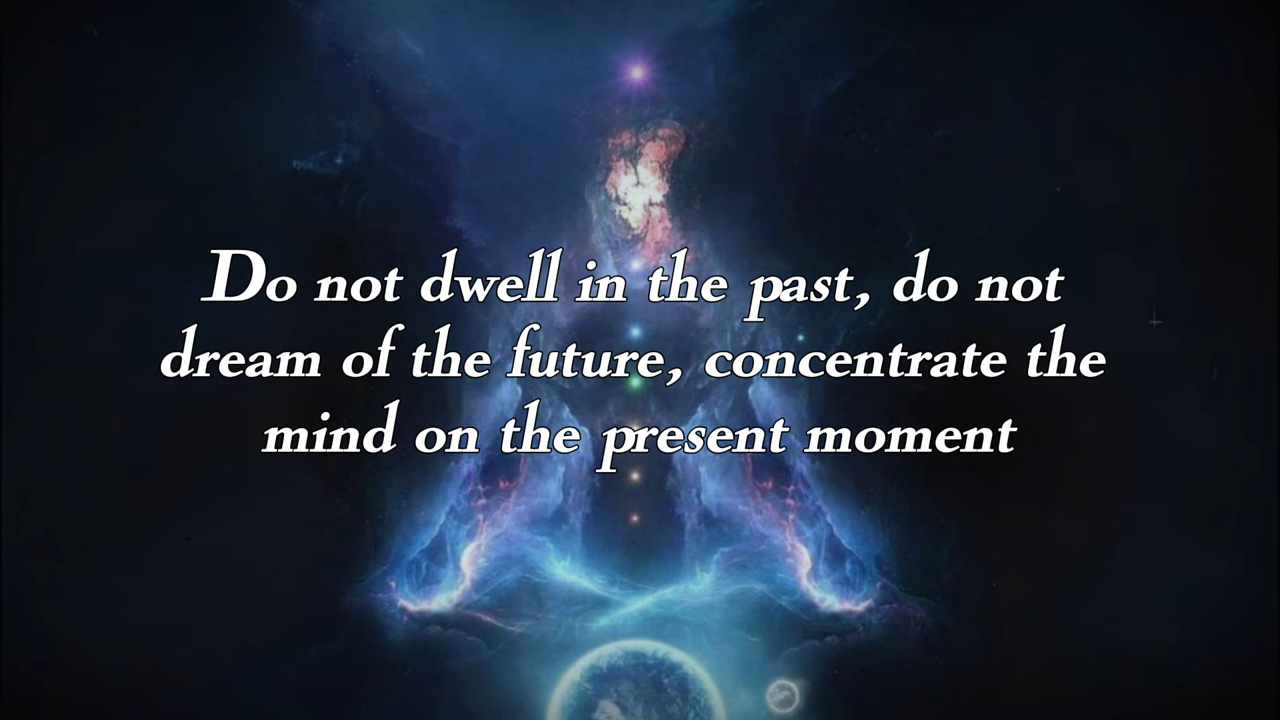 Do not dwell in the past, do not
dream of the future, concentrate the
mind on the present moment